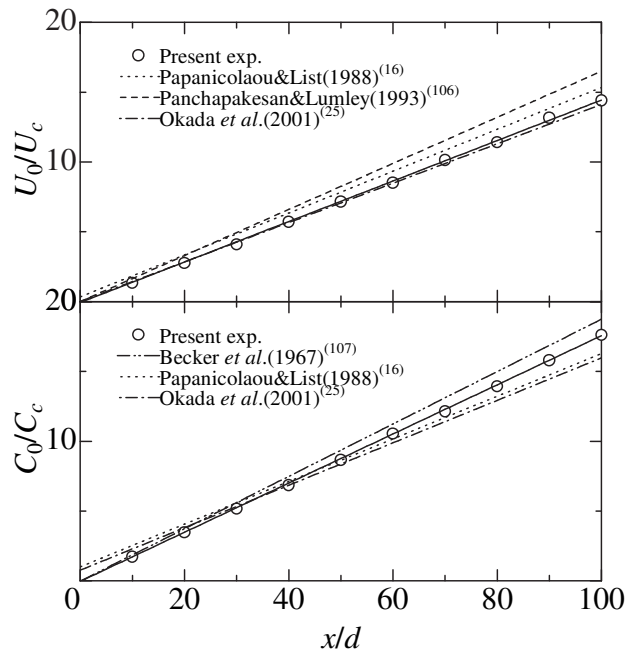 20
Present exp.
Papanicolaou&List(1988)(16)
Panchapakesan&Lumley(1993)(106)
Okada et al.(2001)(25)
U0/Uc
10
20
Present exp.
Becker et al.(1967)(107)
Papanicolaou&List(1988)(16)
Okada et al.(2001)(25)
C0/Cc
10
0 20 40 60 80 100
x/d